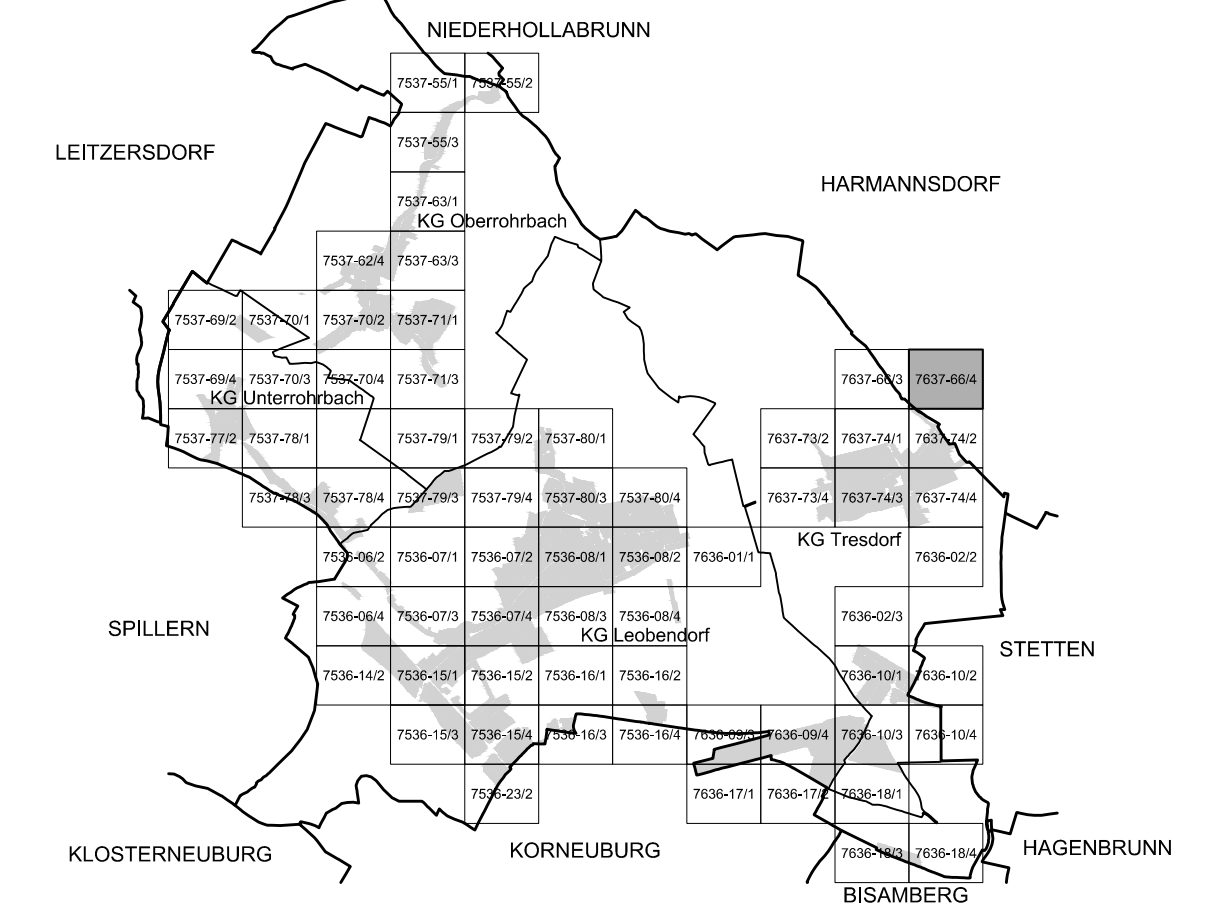 NIEDERHOLLABRUNN
7537-55/1 7537-55/2
LEITZERSDORF
7537-55/3
HARMANNSDORF
7537-63/1
KG Oberrohrbach
7537-62/4 7537-63/3
7537-69/2 7537-70/1 7537-70/2 7537-71/1
7537-69/4 7537-70/3 7537-70/4 7537-71/3 7637-66/3 7637-66/4
KG Unterrohrbach
7537-77/2 7537-78/1 7537-79/1 7537-79/2 7537-80/1 7637-73/2 7637-74/1 7637-74/2
7537-78/3 7537-78/4 7537-79/3 7537-79/4 7537-80/3 7537-80/4 7637-73/4 7637-74/3 7637-74/4
KG Tresdorf
7536-06/2 7536-07/1 7536-07/2 7536-08/1 7536-08/2 7636-01/1 7636-02/2
7536-06/4 7536-07/3 7536-07/4 7536-08/3 7536-08/4 7636-02/3
SPILLERN
KG Leobendorf
STETTEN
7536-14/2 7536-15/1 7536-15/2 7536-16/1 7536-16/2 7636-10/1 7636-10/2
7536-15/3 7536-15/4 7536-16/3 7536-16/4 7636-09/3 7636-09/4 7636-10/3 7636-10/4
7536-23/2 7636-17/1 7636-17/2 7636-18/1
KLOSTERNEUBURG
KORNEUBURG
7636-18/3 7636-18/4
HAGENBRUNN
BISAMBERG